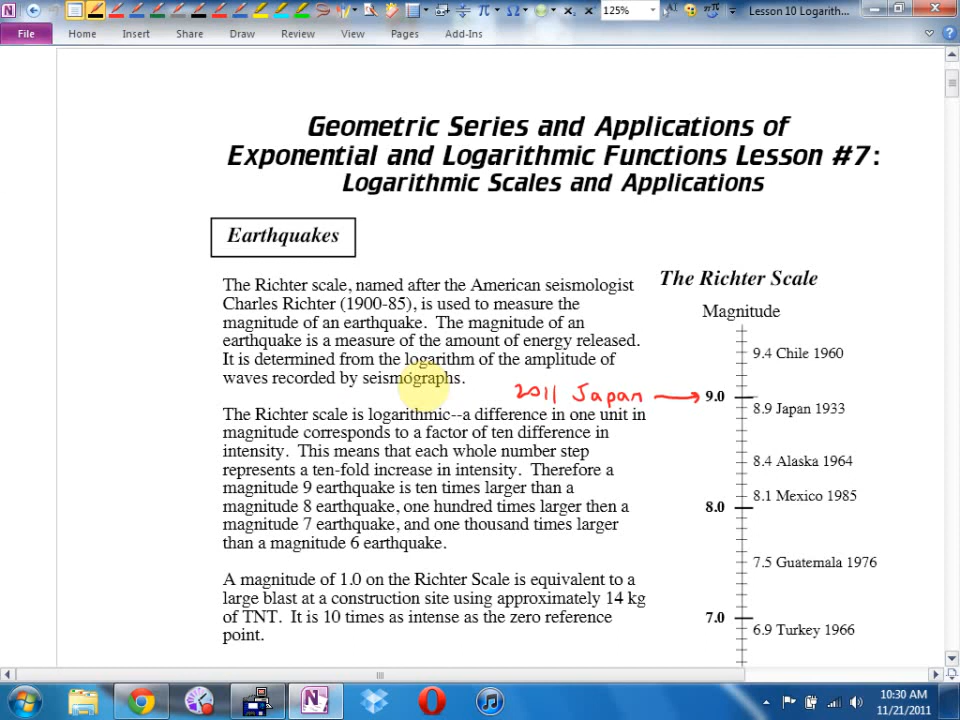 125%
Lesson 10 Logarith...
File Home Insert Share Draw Review View Pages Add-Ins
Geometric Series and Applications of
Exponential and Logarithmic Functions Lesson #7:
Logarithmic Scales and Applications
Earthquakes
The Richter scale, named after the American seismologist
Charles Richter (1900-85), is used to measure the
magnitude of an earthquake. The magnitude of an
earthquake is a measure of the amount of energy released.
It is determined from the logarithm of the amplitude of
waves recorded by seismographs.
The Richter scale is logarithmic--a difference in one unit in
magnitude corresponds to a factor of ten difference in
intensity. This means that each whole number step
represents a ten-fold increase in intensity. Therefore a
magnitude 9 earthquake is ten times larger than a
magnitude 8 earthquake, one hundred times larger then a
magnitude 7 earthquake, and one thousand times larger
than a magnitude 6 earthquake.
A magnitude of 1.0 on the Richter Scale is equivalent to a
large blast at a construction site using approximately 14 kg
of TNT. It is 10 times as intense as the zero reference
point.
The Richter Scale
Magnitude
9.4 Chile 1960
2011 Japan → 9.0
8.9 Japan 1933
8.4 Alaska 1964
8.1 Mexico 1985
8.0
7.5 Guatemala 1976
7.0
6.9 Turkey 1966
10:30 AM
11/21/2011